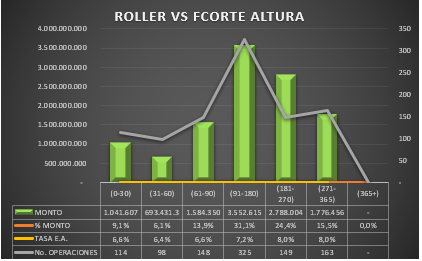 ROLLER VS FCORTE ALTURA
4.000.000.000 350
3.500.000.000 300
3.000.000.000 250
2.500.000.000 200
2.000.000.000
1.500.000.000 150
1.000.000.000 100
500.000.000 50
- -
(0-30) (31-60) (61-90) (91-180) (181-270) (271-365) (365+)
MONTO 1.041.607 693.431.3 1.584.350 3.552.615 2.788.004 1.776.456 -
% MONTO 9,1% 6,1% 13,9% 31,1% 24,4% 15,5% 0,0%
TASA E.A. 6,6% 6,4% 6,6% 7,2% 8,0% 8,0%
No. OPERACIONES 114 98 148 325 149 163 -